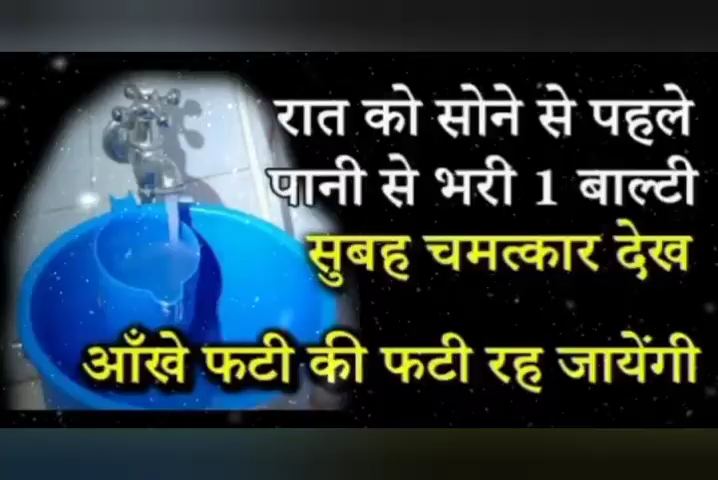 रात को सोने से पहले
पानी से भरी 1 बाल्टी
सुबह चमत्कार देख
आँखे फटी की फटी रह जायेंगी